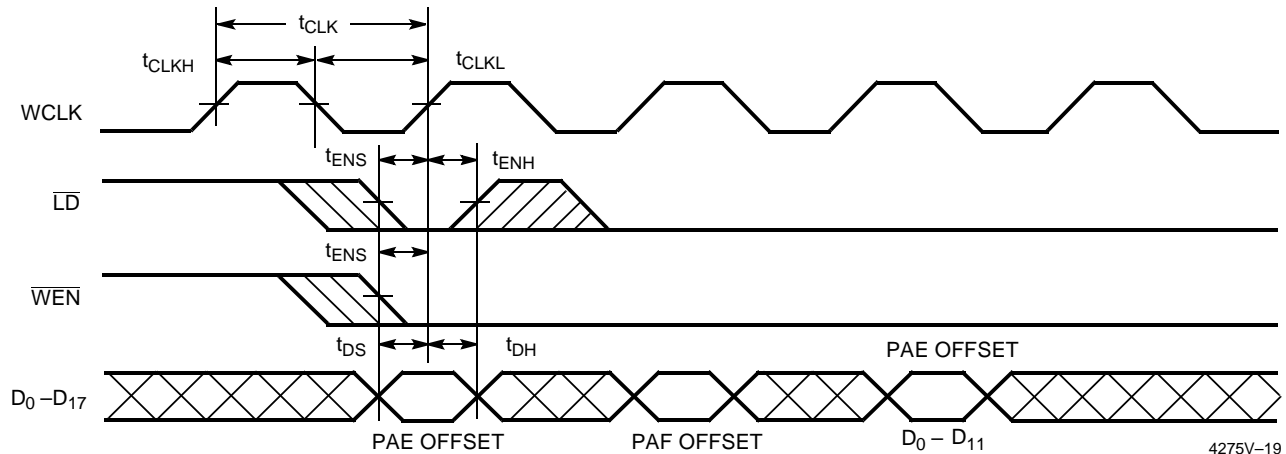 tCLK
tCLKH
tCLKL
WCLK
tENS
tENH
LD
tENS
WEN
tDS
tDH
PAE OFFSET
D0 –D17
PAE OFFSET
PAF OFFSET
D0 – D11
4275V–19